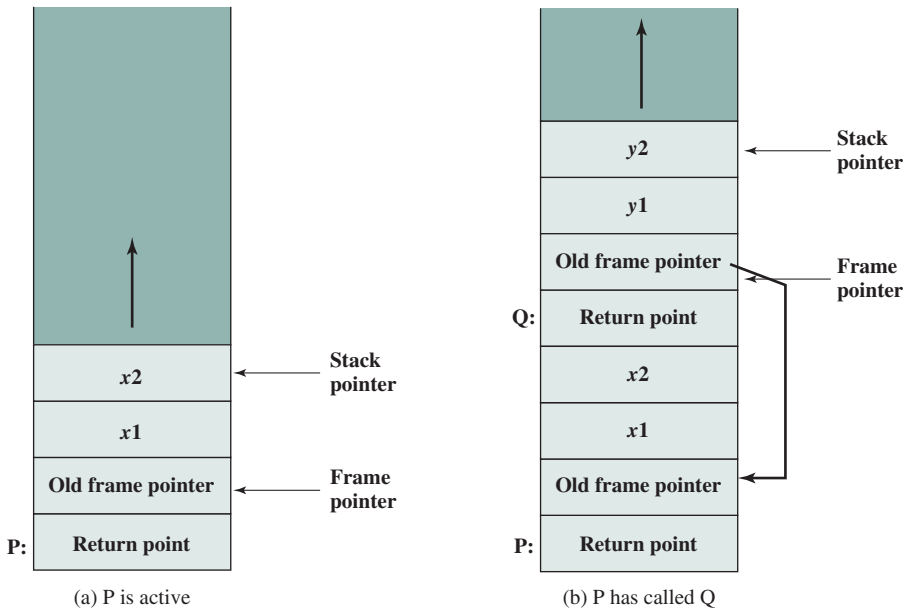 x2
x1
Old frame pointer
P: Return point
Stack
pointer
Frame
pointer
(a) P is active
y2
y1
Old frame pointer
Q: Return point
x2
x1
Old frame pointer
P: Return point
Stack
pointer
Frame
pointer
(b) P has called Q